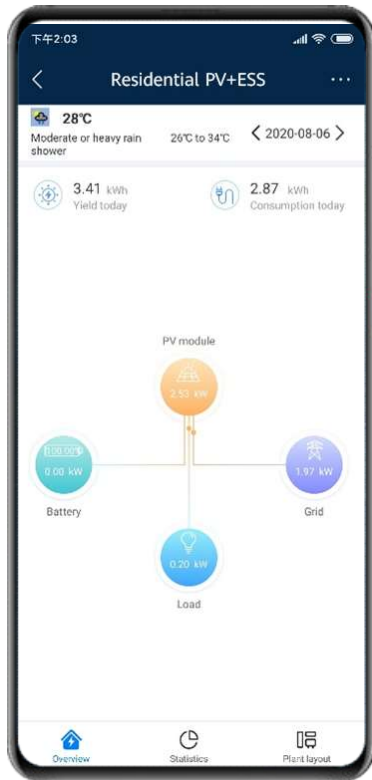 下午2:03
Residential PV+ESS
28℃
Moderate or heavy rain shower
26℃ to 34℃
2020-08-06
3.41 kWh
Yield today
2.87 kWh
Consumption today
PV module
2.53 kW
100.00%
0.00 kW
Battery
1.97 kW
Grid
0.20 kW
Load
Overview
Statistics
Plant layout